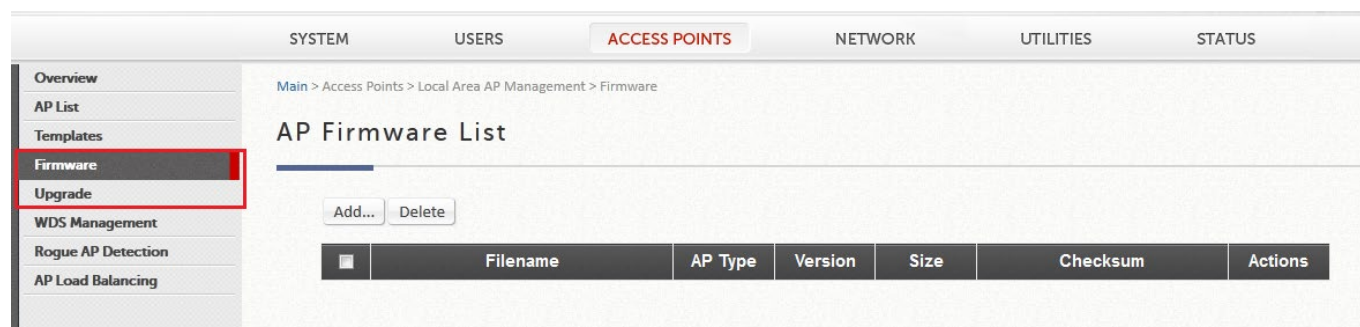 SYSTEM USERS ACCESS POINTS NETWORK UTILITIES STATUS
Overview
AP List
Templates
Firmware
Upgrade
WDS Management
Rogue AP Detection
AP Load Balancing
Main > Access Points > Local Area AP Management > Firmware
AP Firmware List
Add... Delete
Filename AP Type Version Size Checksum Actions